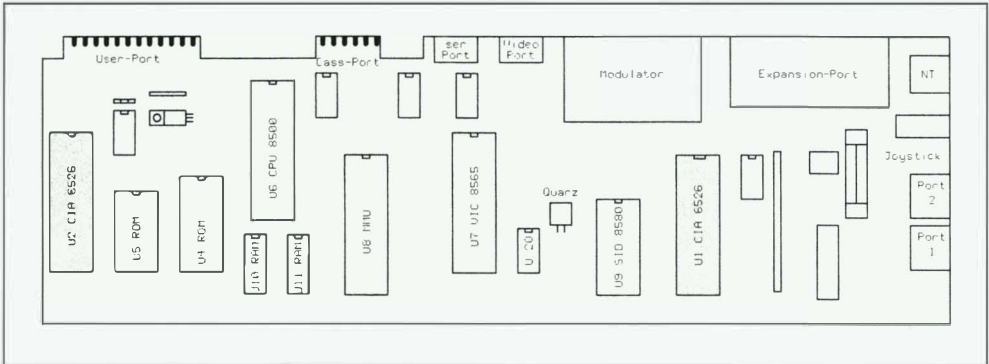 User-Port
Cass-Port
ser
Port
Video
Port
Modulator
Expansion-Port
NT
Joystick
Port
2
Port
1
U2 CIA 6526
U5 ROM
U4 ROM
U6 CPU 8500
U10 RAM
U11 RAM
U8 MMU
U7 VIC 8565
U 20
Quarz
U9 SID 8580
U1 CIA 6526